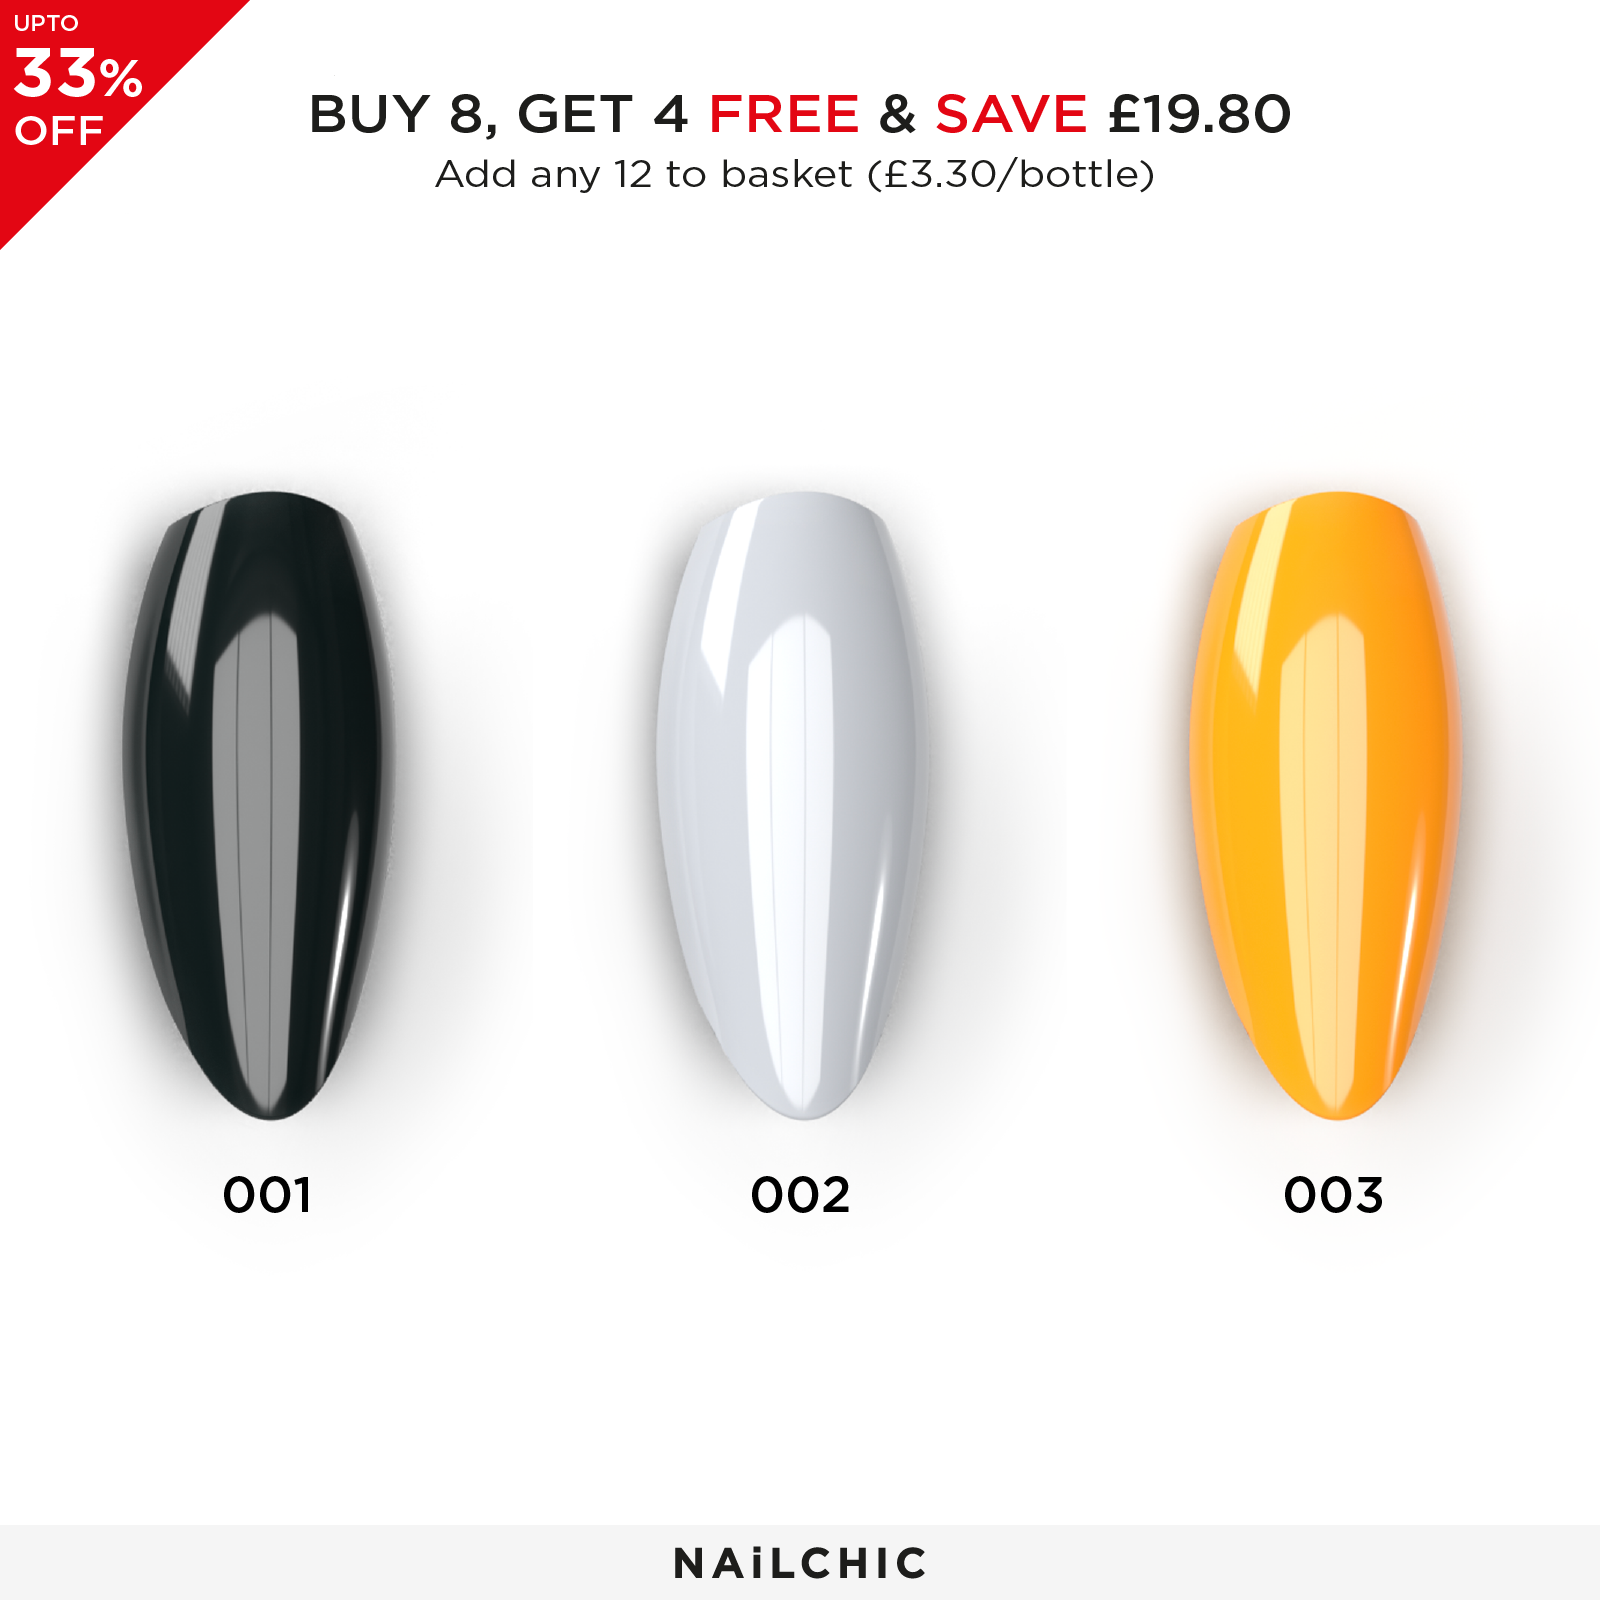 UPTO
33%
OFF
BUY 8, GET 4 FREE & SAVE £19.80
Add any 12 to basket (£3.30/bottle)
001
002
003
NAiLCHIC